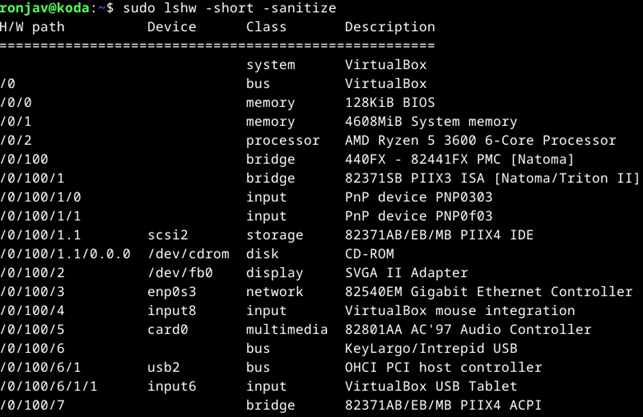 ronjav@koda:~$ sudo lshw -short -sanitize
H/W path        Device      Class       Description
=====================================================
                            system      VirtualBox
/0                          bus         VirtualBox
/0/0                        memory      128KiB BIOS
/0/1                        memory      4608MiB System memory
/0/2                        processor   AMD Ryzen 5 3600 6-Core Processor
/0/100                      bridge      440FX - 82441FX PMC [Natoma]
/0/100/1                    bridge      82371SB PIIX3 ISA [Natoma/Triton II]
/0/100/1/0                  input       PnP device PNP0303
/0/100/1/1                  input       PnP device PNP0f03
/0/100/1.1      scsi2       storage     82371AB/EB/MB PIIX4 IDE
/0/100/1.1/0.0.0  /dev/cdrom  disk        CD-ROM
/0/100/2        /dev/fb0    display     SVGA II Adapter
/0/100/3        enp0s3      network     82540EM Gigabit Ethernet Controller
/0/100/4        input8      input       VirtualBox mouse integration
/0/100/5        card0       multimedia  82801AA AC'97 Audio Controller
/0/100/6                    bus         KeyLargo/Intrepid USB
/0/100/6/1      usb2        bus         OHCI PCI host controller
/0/100/6/1/1    input6      input       VirtualBox USB Tablet
/0/100/7                    bridge      82371AB/EB/MB PIIX4 ACPI